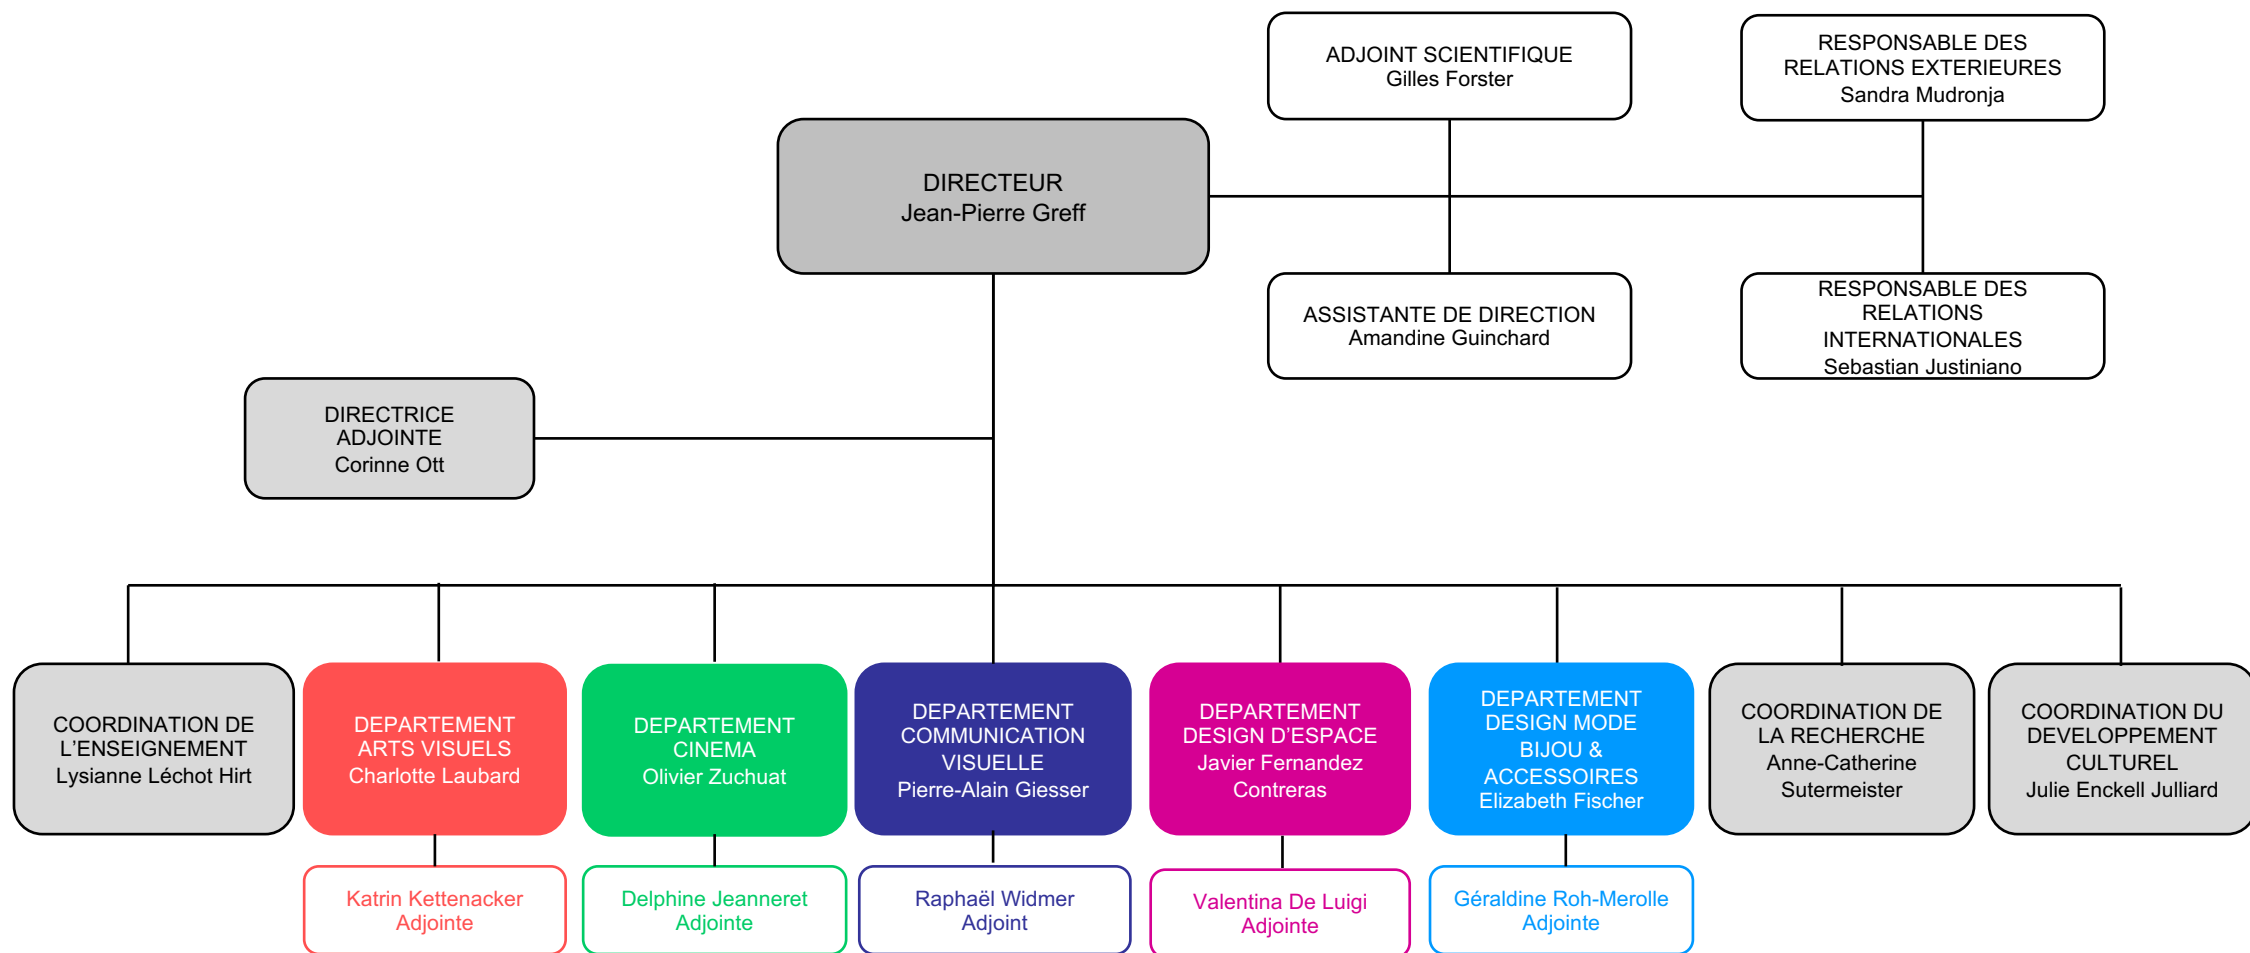 ADJOINT SCIENTIFIQUE
Gilles Forster
RESPONSABLE DES
RELATIONS EXTERIEURES
Sandra Mudronja
DIRECTEUR
Jean-Pierre Greff
ASSISTANTE DE DIRECTION
Amandine Guinchard
RESPONSABLE DES
RELATIONS
INTERNATIONALES
Sebastian Justiniano
DIRECTRICE
ADJOINTE
Corinne Ott
COORDINATION DE
L’ENSEIGNEMENT
Lysianne Léchot Hirt
DEPARTEMENT
ARTS VISUELS
Charlotte Laubard
DEPARTEMENT
CINEMA
Olivier Zuchuat
DEPARTEMENT
COMMUNICATION
VISUELLE
Pierre-Alain Giesser
DEPARTEMENT
DESIGN D’ESPACE
Javier Fernandez
Contreras
DEPARTEMENT
DESIGN MODE
BIJOU &
ACCESSOIRES
Elizabeth Fischer
COORDINATION DE
LA RECHERCHE
Anne-Catherine
Sutermeister
COORDINATION DU
DEVELOPPEMENT
CULTUREL
Julie Enckell Julliard
Katrin Kettenacker
Adjointe
Delphine Jeanneret
Adjointe
Raphaël Widmer
Adjoint
Valentina De Luigi
Adjointe
Géraldine Roh-Merolle
Adjointe